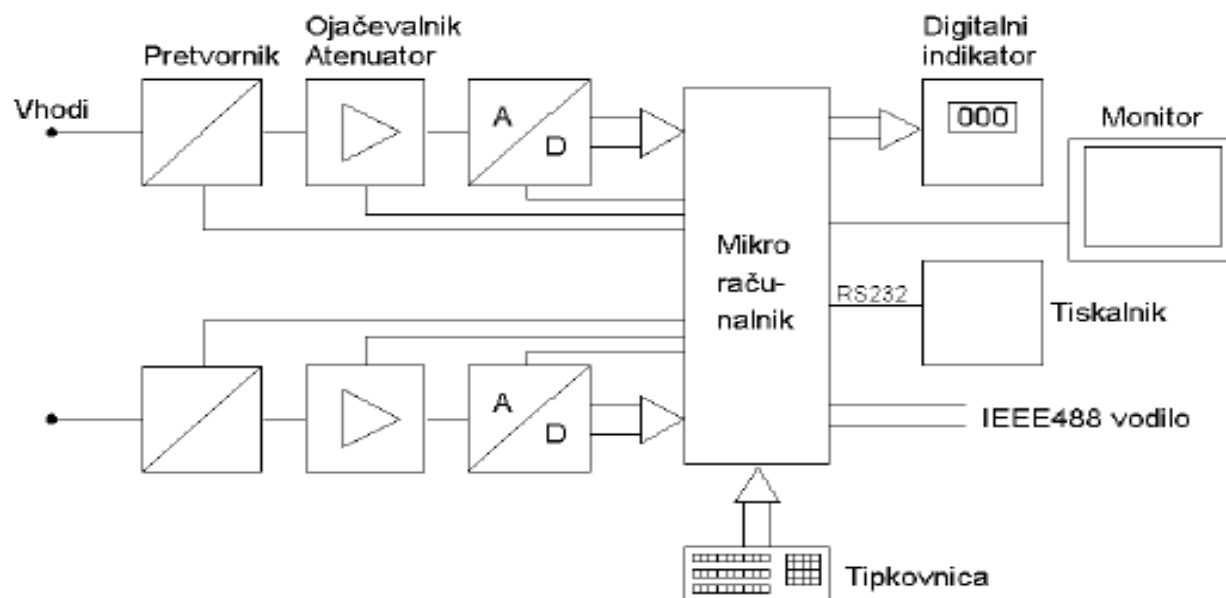 Ojačevalnik
Atenuator
Pretvornik
Vhodi
A
D
Digitalni
indikator
000
Monitor
Mikro
raču-
nalnik
RS232
Tiskalnik
A
D
IEEE488 vodilo
Tipkovnica